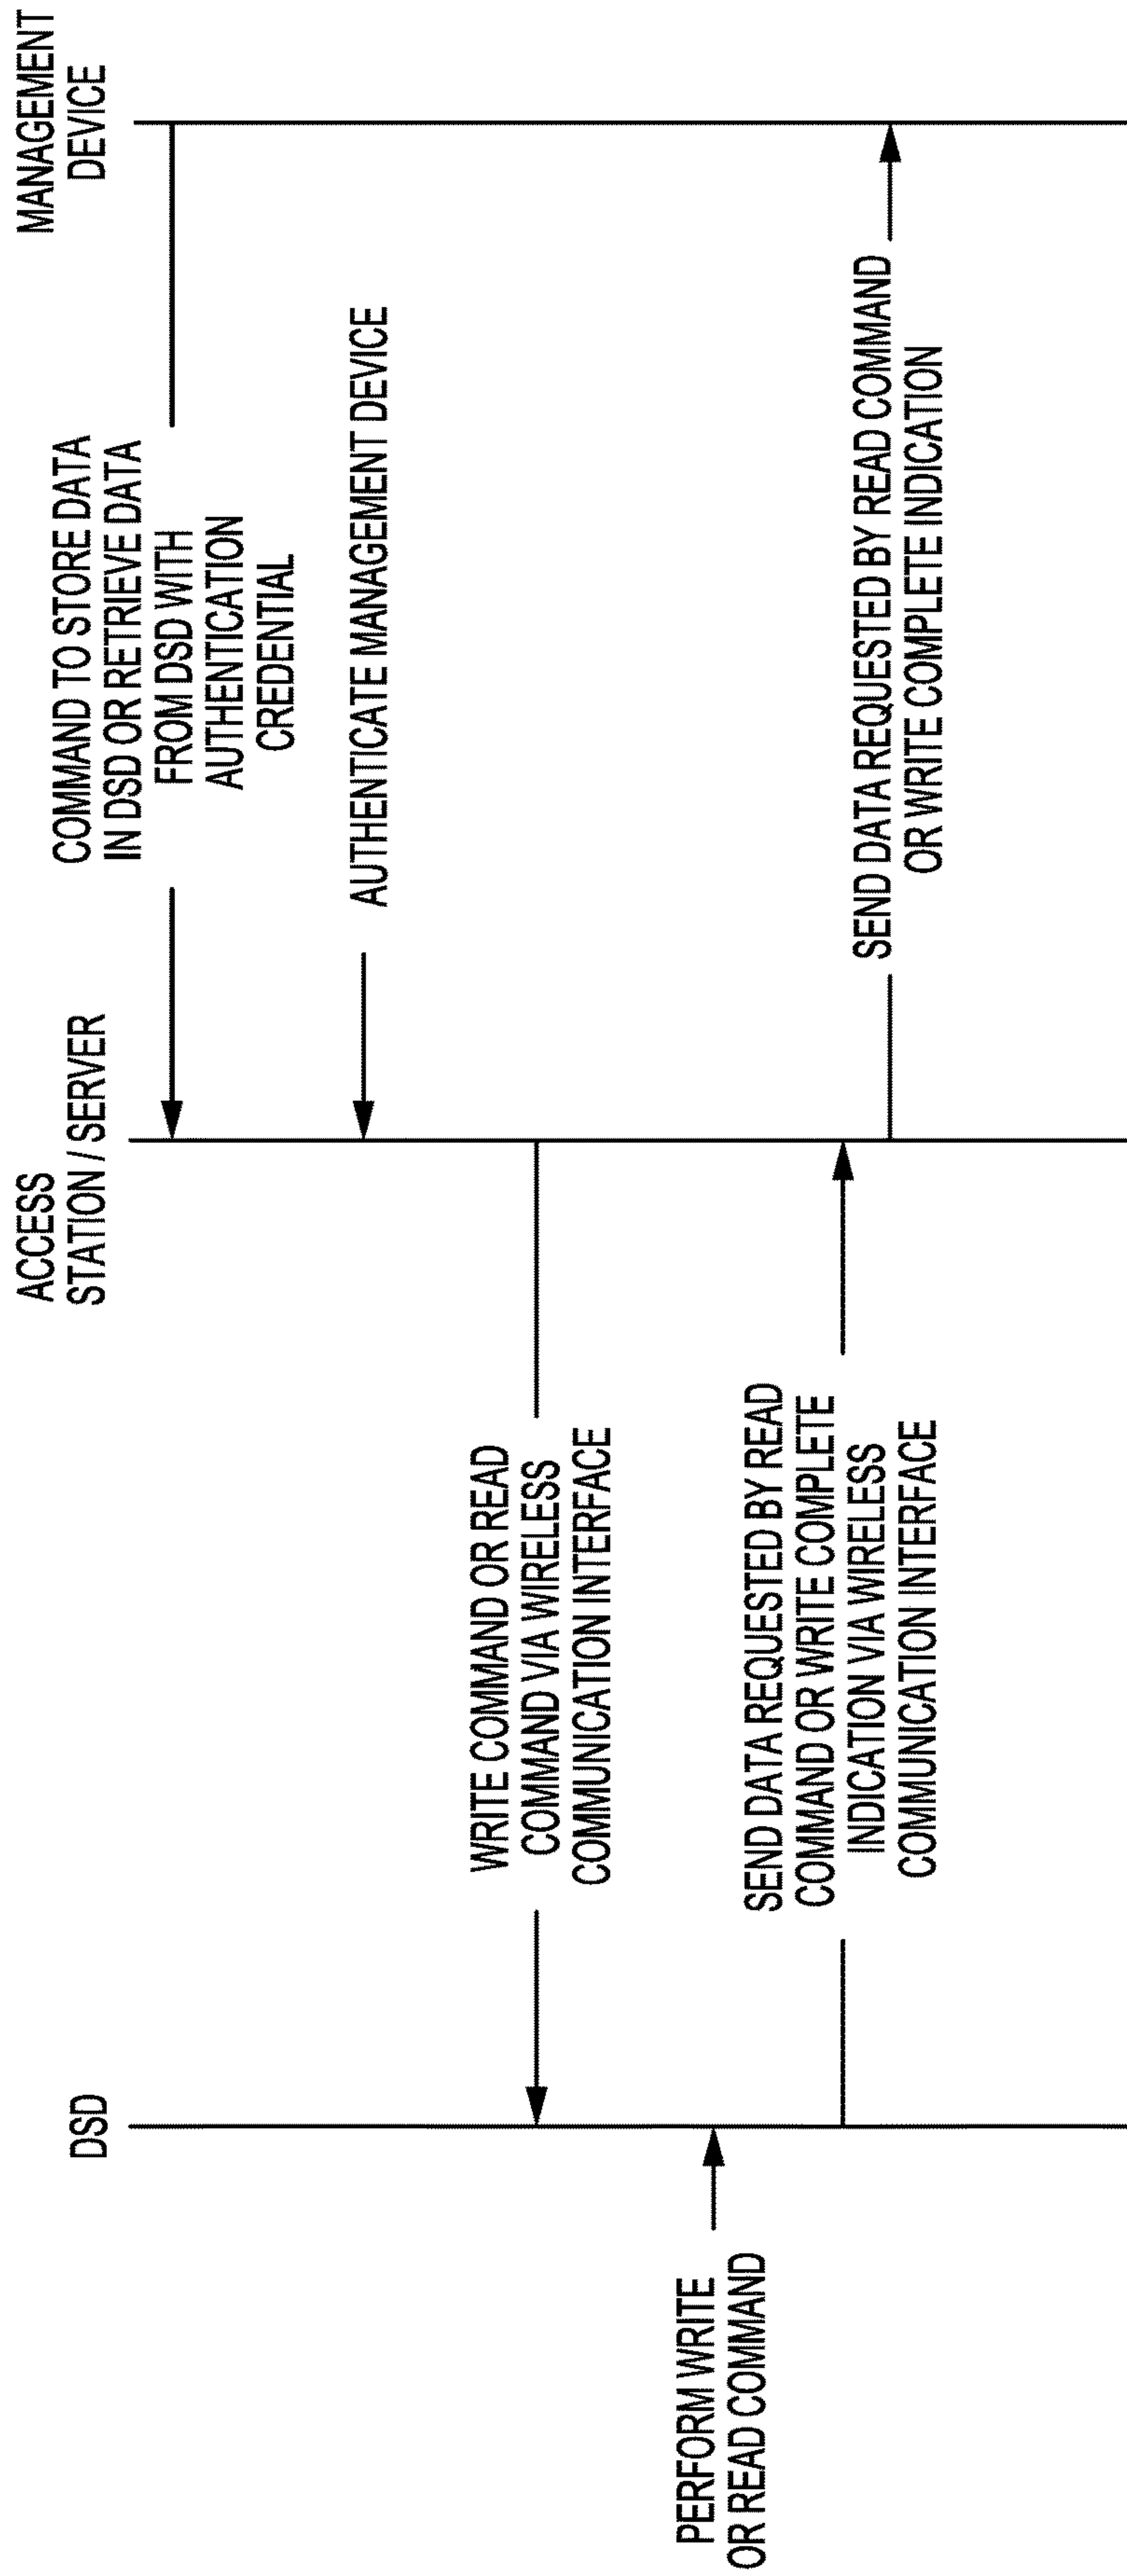 DSD
ACCESS
STATION / SERVER
MANAGEMENT
DEVICE
COMMAND TO STORE DATA
IN DSD OR RETRIEVE DATA
FROM DSD WITH
AUTHENTICATION
CREDENTIAL
AUTHENTICATE MANAGEMENT DEVICE
WRITE COMMAND OR READ
COMMAND VIA WIRELESS
COMMUNICATION INTERFACE
PERFORM WRITE
OR READ COMMAND
SEND DATA REQUESTED BY READ
COMMAND OR WRITE COMPLETE
INDICATION VIA WIRELESS
COMMUNICATION INTERFACE
SEND DATA REQUESTED BY READ COMMAND
OR WRITE COMPLETE INDICATION